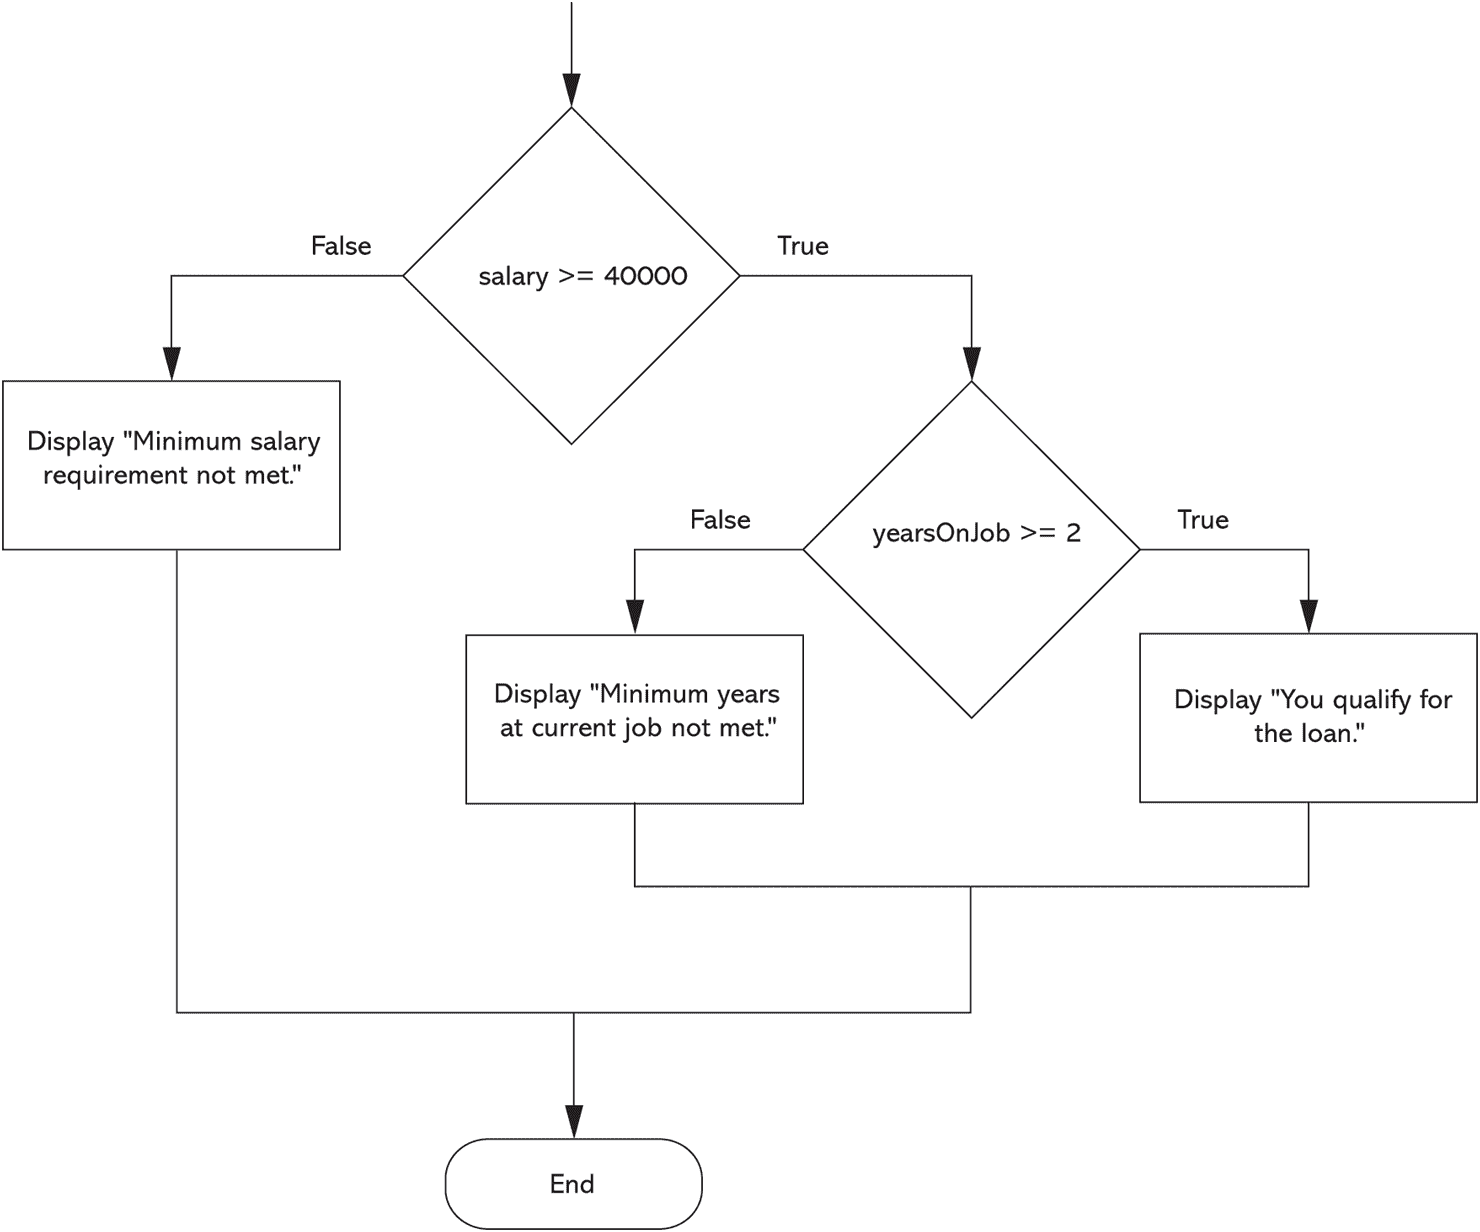 False
True
salary >= 40000
Display "Minimum salary
requirement not met."
False
True
yearsOnJob >= 2
Display "Minimum years
at current job not met."
Display "You qualify for
the loan."
End